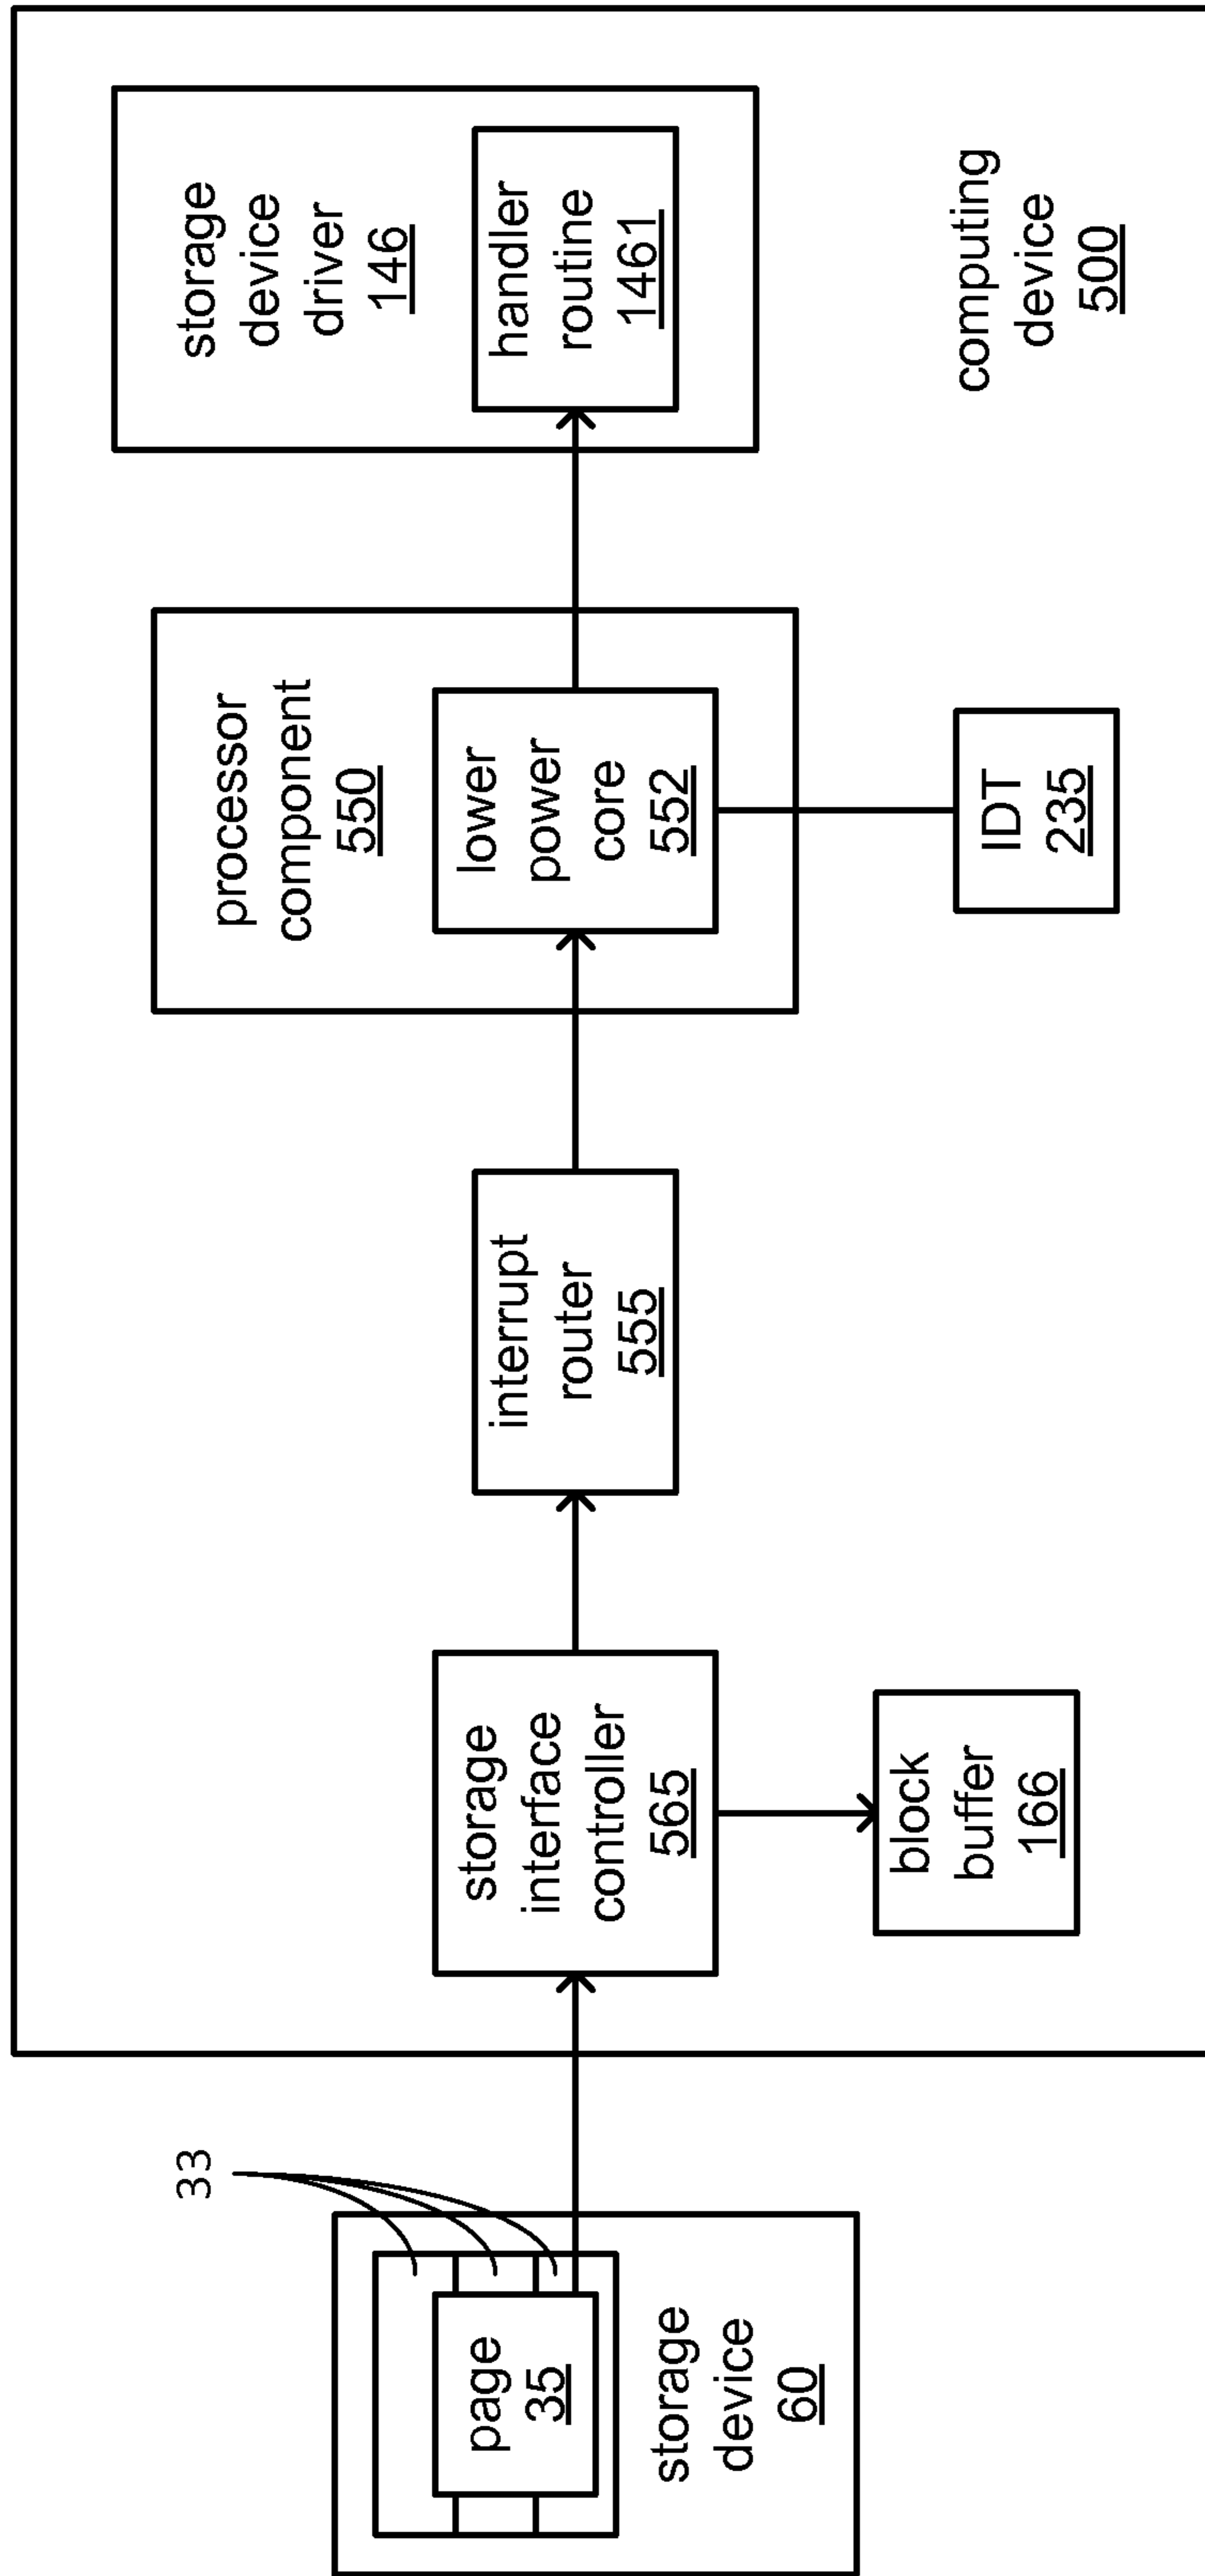 33
page
35
storage
device
60
storage
interface
controller
565
block
buffer
166
interrupt
router
555
processor
component
550
lower
power
core
552
IDT
235
storage
device
driver
146
handler
routine
1461
computing
device
500